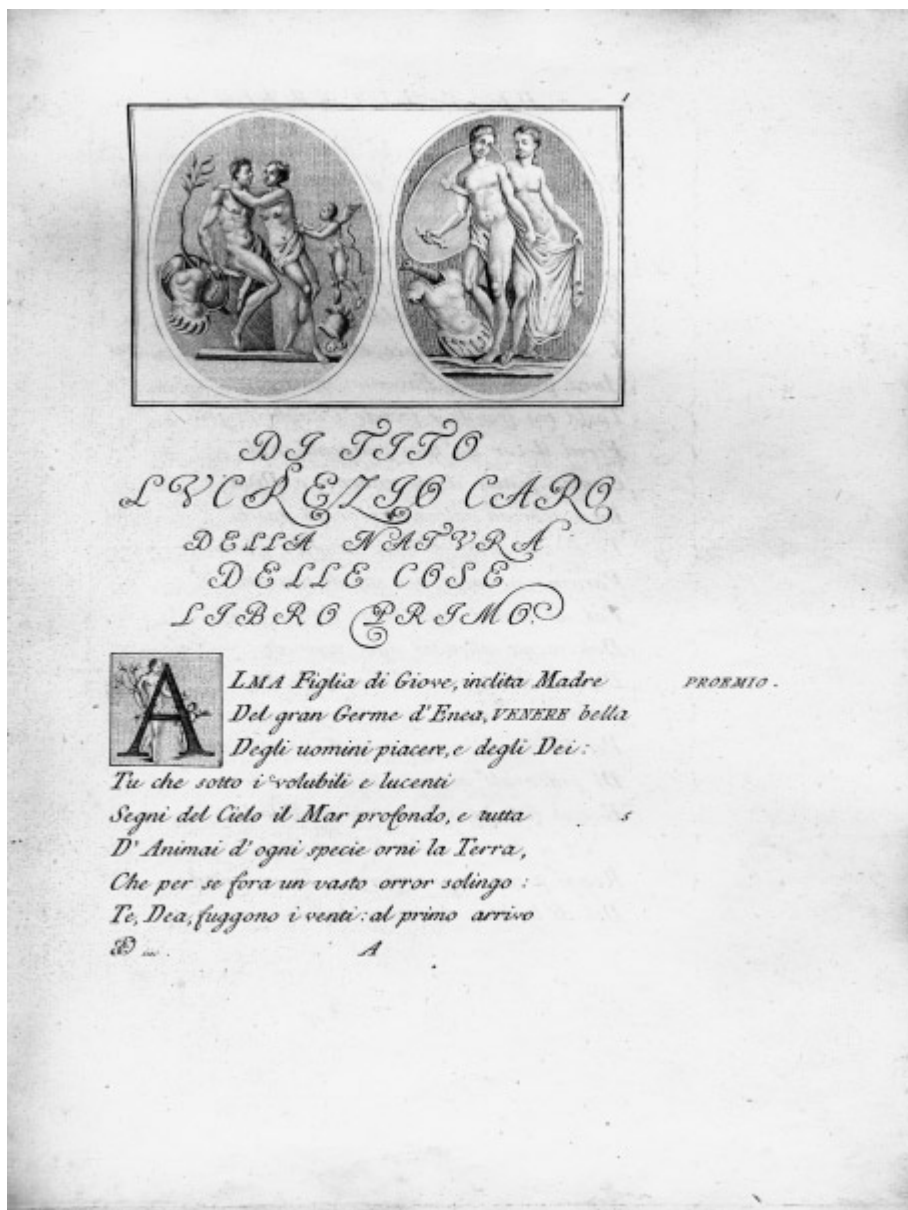 1
DI TITO
LVCREZIO CARO
DELLA NATVRA
DELLE COSE
LIBRO PRIMO.
ALMA Figlia di Giove, inclita Madre PROEMIO.
Del gran Germe d'Enea, VENERE bella
Degli uomini piacere, e degli Dei:
Tu che sotto i volubili e lucenti
Segni del Cielo il Mar profondo, e tutta 5
D' Animai d' ogni specie orni la Terra,
Che per se fora un vasto orror solingo:
Te, Dea, fuggono i venti: al primo arrivo
A